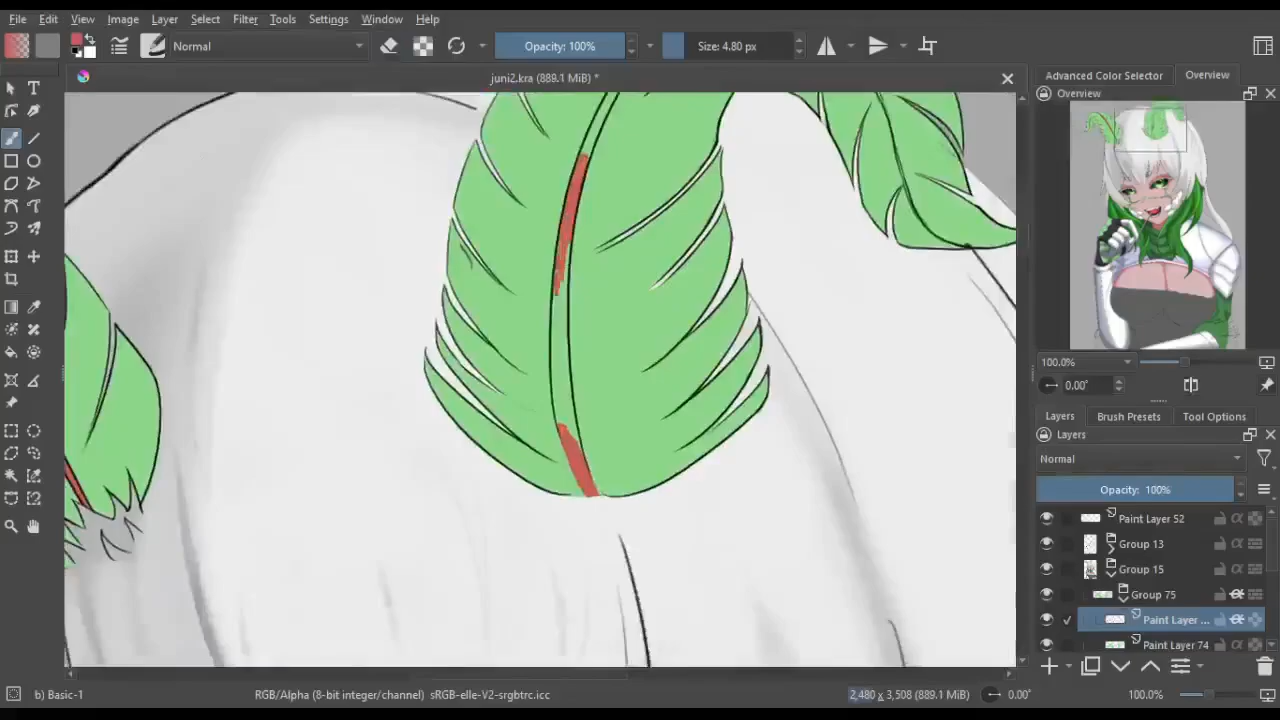 File Edit View Image Layer Select Filter Tools Settings Window Help
Normal Opacity: 100% Size: 4.80 px
juni2.kra (889.1 MiB) *
Advanced Color Selector Overview
Overview
100.0%
0.00°
Layers Brush Presets Tool Options
Layers
Normal
Opacity: 100%
Paint Layer 52
Group 13
Group 15
Group 75
Paint Layer ...
Paint Layer 74
b) Basic-1 RGB/Alpha (8-bit integer/channel) sRGB-elle-V2-srgbtrc.icc 2,480 x 3,508 (889.1 MiB) 0.00° 100.0%